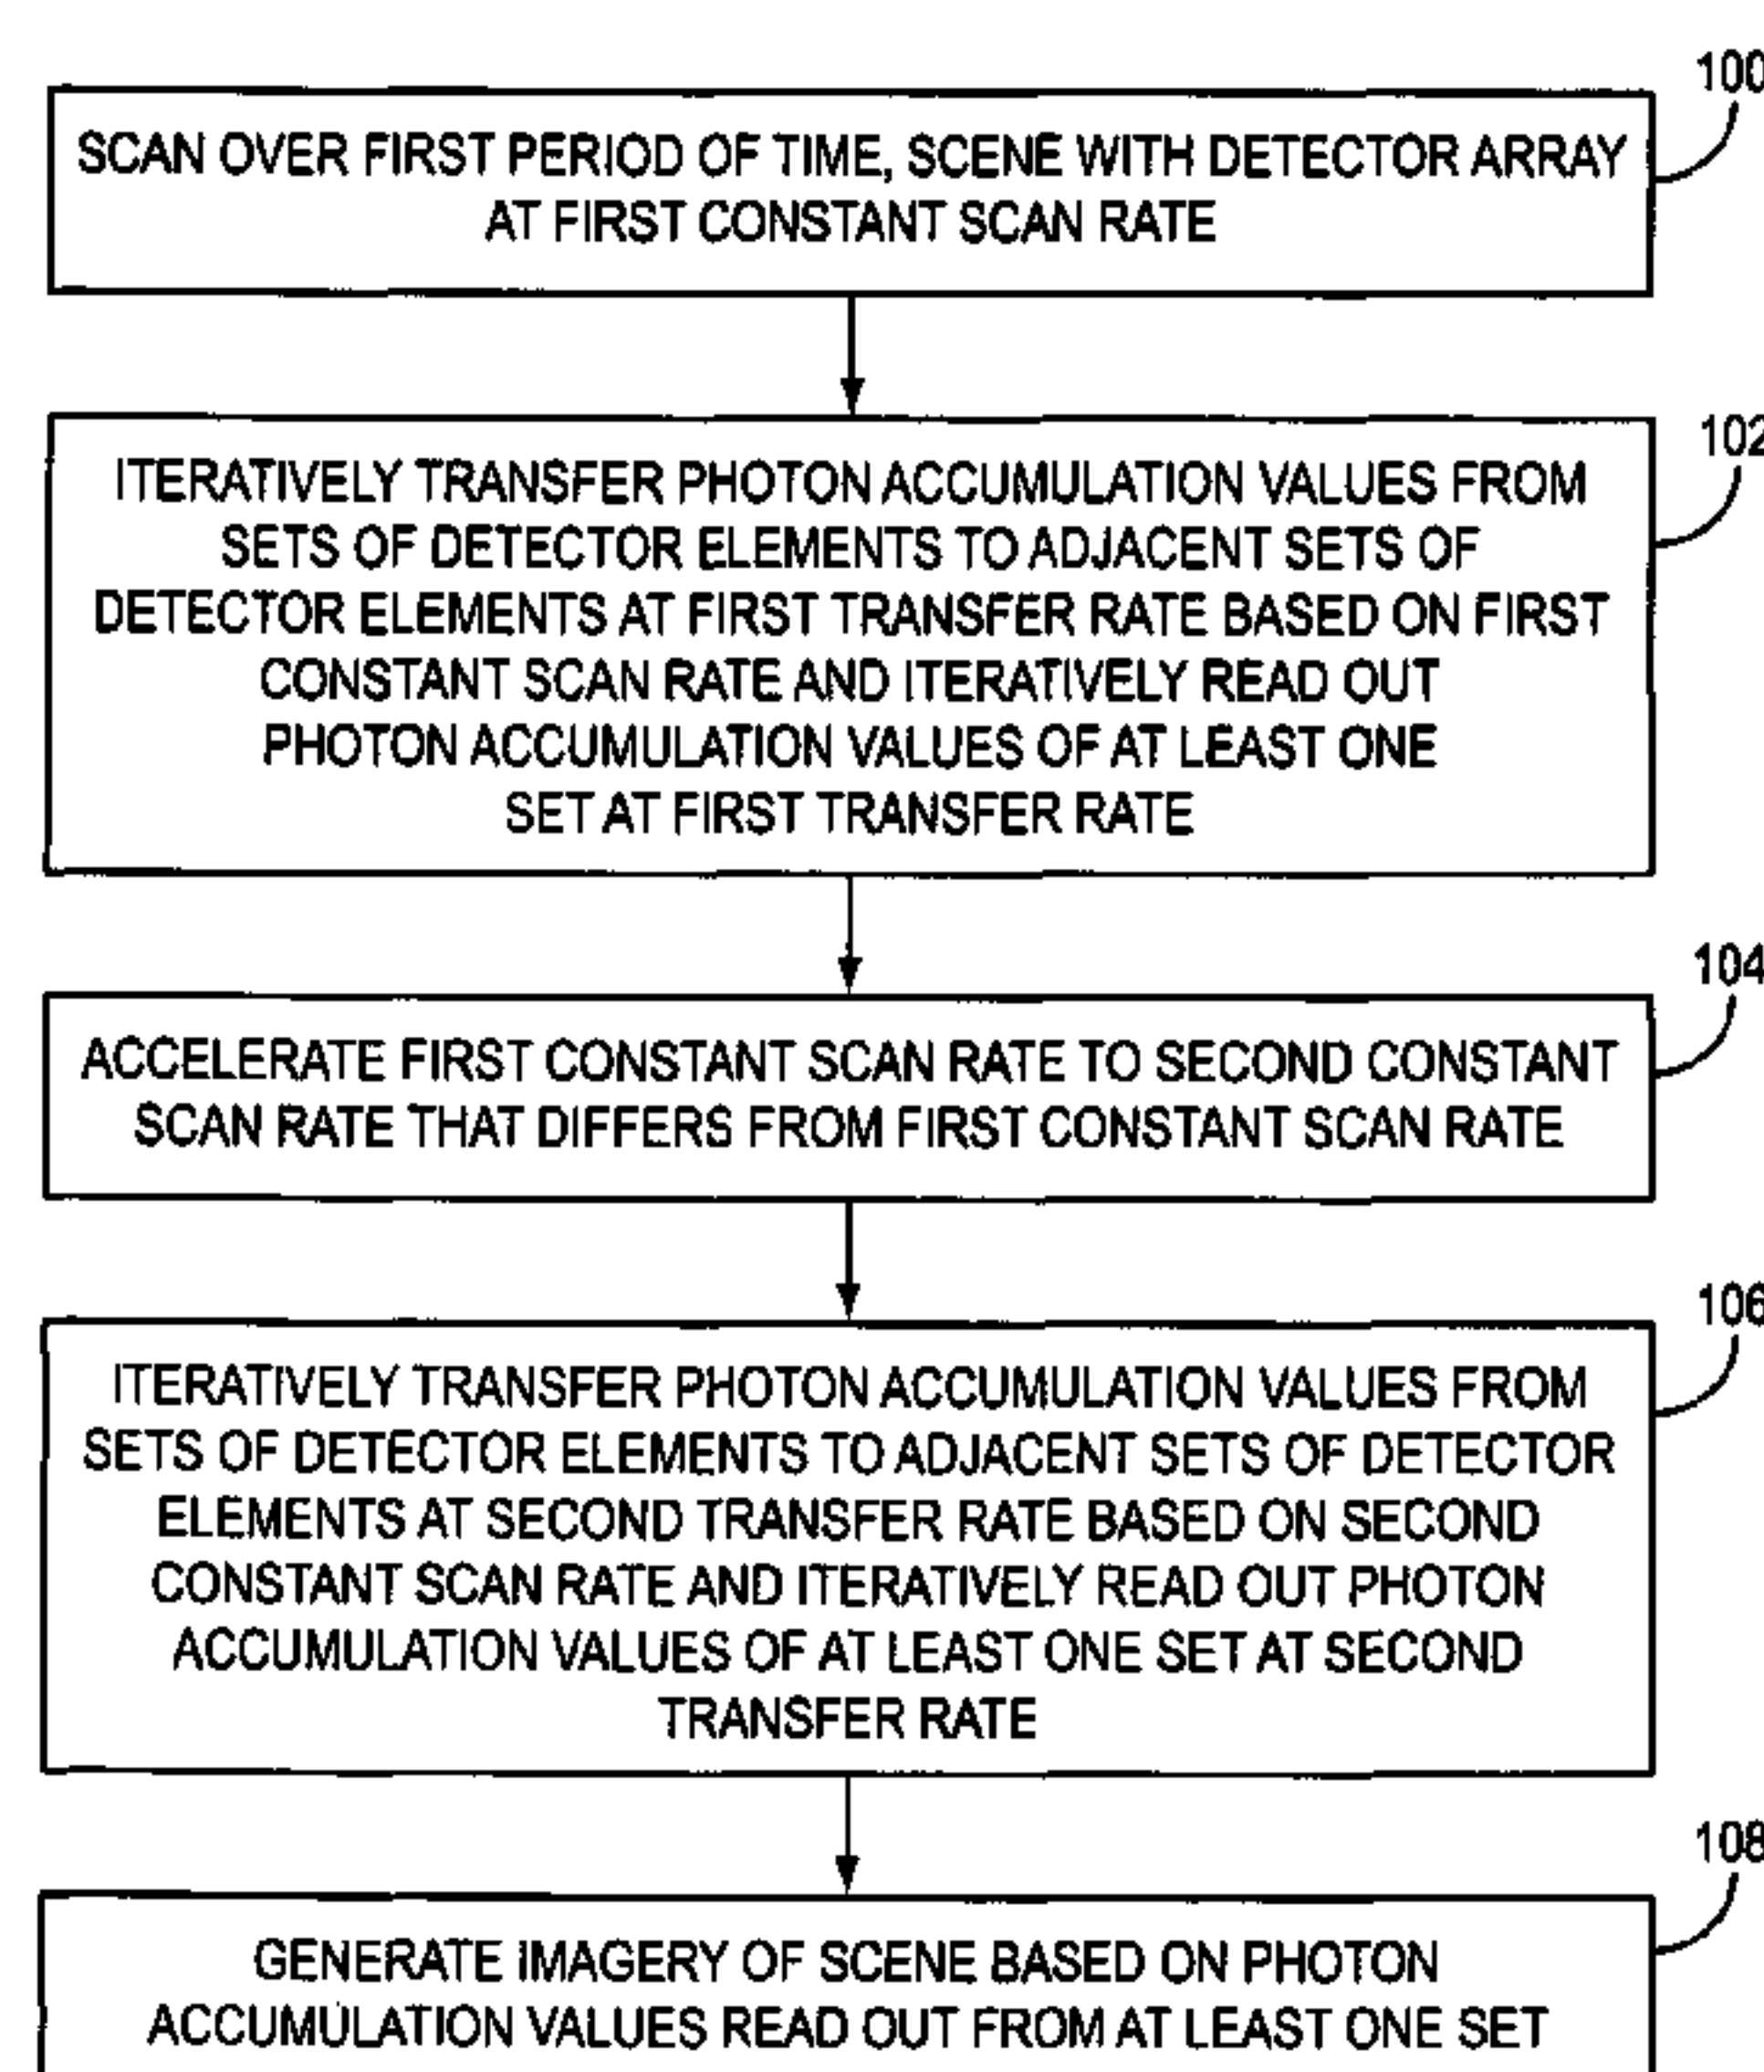 100
SCAN OVER FIRST PERIOD OF TIME, SCENE WITH DETECTOR ARRAY
AT FIRST CONSTANT SCAN RATE
102
ITERATIVELY TRANSFER PHOTON ACCUMULATION VALUES FROM
SETS OF DETECTOR ELEMENTS TO ADJACENT SETS OF
DETECTOR ELEMENTS AT FIRST TRANSFER RATE BASED ON FIRST
CONSTANT SCAN RATE AND ITERATIVELY READ OUT
PHOTON ACCUMULATION VALUES OF AT LEAST ONE
SET AT FIRST TRANSFER RATE
104
ACCELERATE FIRST CONSTANT SCAN RATE TO SECOND CONSTANT
SCAN RATE THAT DIFFERS FROM FIRST CONSTANT SCAN RATE
106
ITERATIVELY TRANSFER PHOTON ACCUMULATION VALUES FROM
SETS OF DETECTOR ELEMENTS TO ADJACENT SETS OF DETECTOR
ELEMENTS AT SECOND TRANSFER RATE BASED ON SECOND
CONSTANT SCAN RATE AND ITERATIVELY READ OUT PHOTON
ACCUMULATION VALUES OF AT LEAST ONE SET AT SECOND
TRANSFER RATE
108
GENERATE IMAGERY OF SCENE BASED ON PHOTON
ACCUMULATION VALUES READ OUT FROM AT LEAST ONE SET